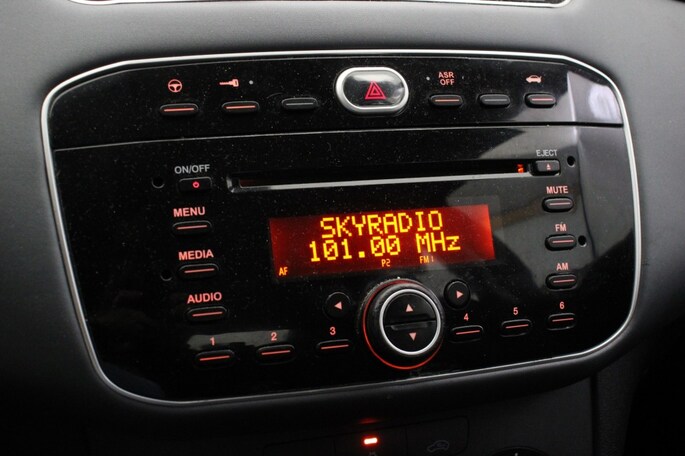 ASR
OFF
ON/OFF
EJECT
MENU
MUTE
SKYRADIO
101.00 MHz
AF
P2
FM1
MEDIA
FM
AUDIO
AM
1
2
3
4
5
6